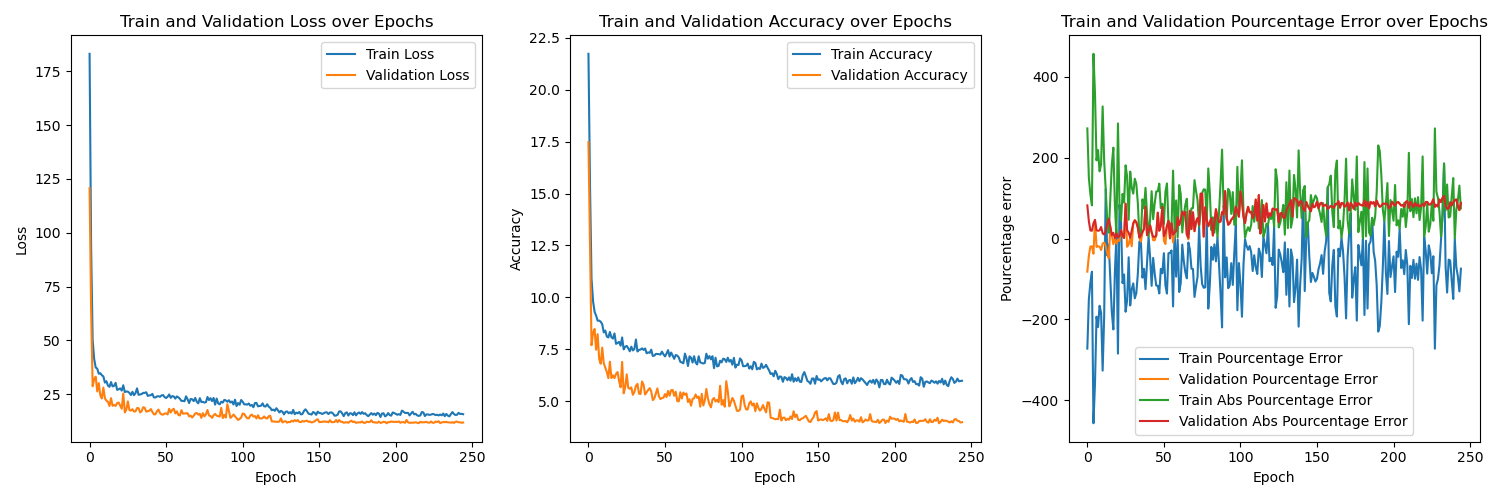 Train and Validation Loss over Epochs
Train Loss
Validation Loss
175
150
125
100
75
50
25
Loss
0
50
100
150
200
250
Epoch
Train and Validation Accuracy over Epochs
Train Accuracy
Validation Accuracy
22.5
20.0
17.5
15.0
12.5
10.0
7.5
5.0
Accuracy
0
50
100
150
200
250
Epoch
Train and Validation Pourcentage Error over Epochs
400
200
0
−200
−400
Pourcentage error
Train Pourcentage Error
Validation Pourcentage Error
Train Abs Pourcentage Error
Validation Abs Pourcentage Error
0
50
100
150
200
250
Epoch